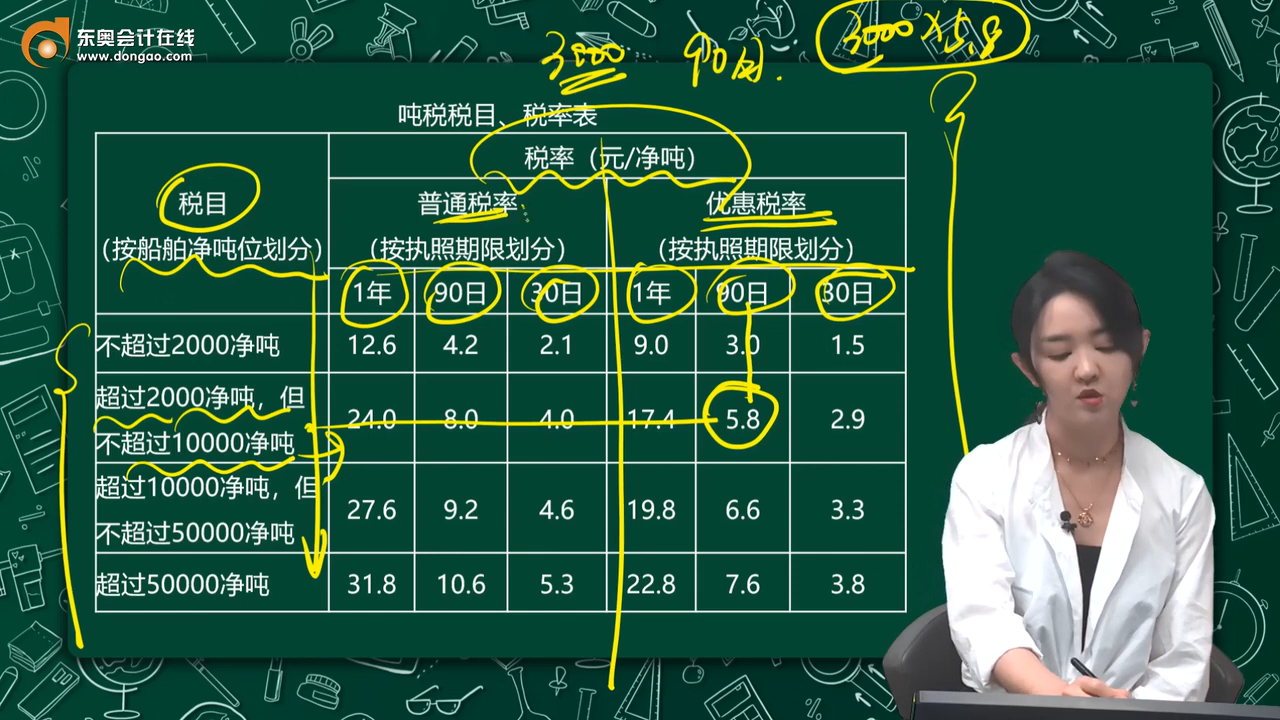 东奥会计在线
www.dongao.com
3000 90日. 3000×5.8
吨税税目、税率表
税目
(按船舶净吨位划分)
税率(元/净吨)
普通税率 优惠税率
(按执照期限划分) (按执照期限划分)
1年 90日 30日 1年 90日 30日
不超过2000净吨 12.6 4.2 2.1 9.0 3.0 1.5
超过2000净吨,但
不超过10000净吨 24.0 8.0 4.0 17.4 5.8 2.9
超过10000净吨,但
不超过50000净吨 27.6 9.2 4.6 19.8 6.6 3.3
超过50000净吨 31.8 10.6 5.3 22.8 7.6 3.8